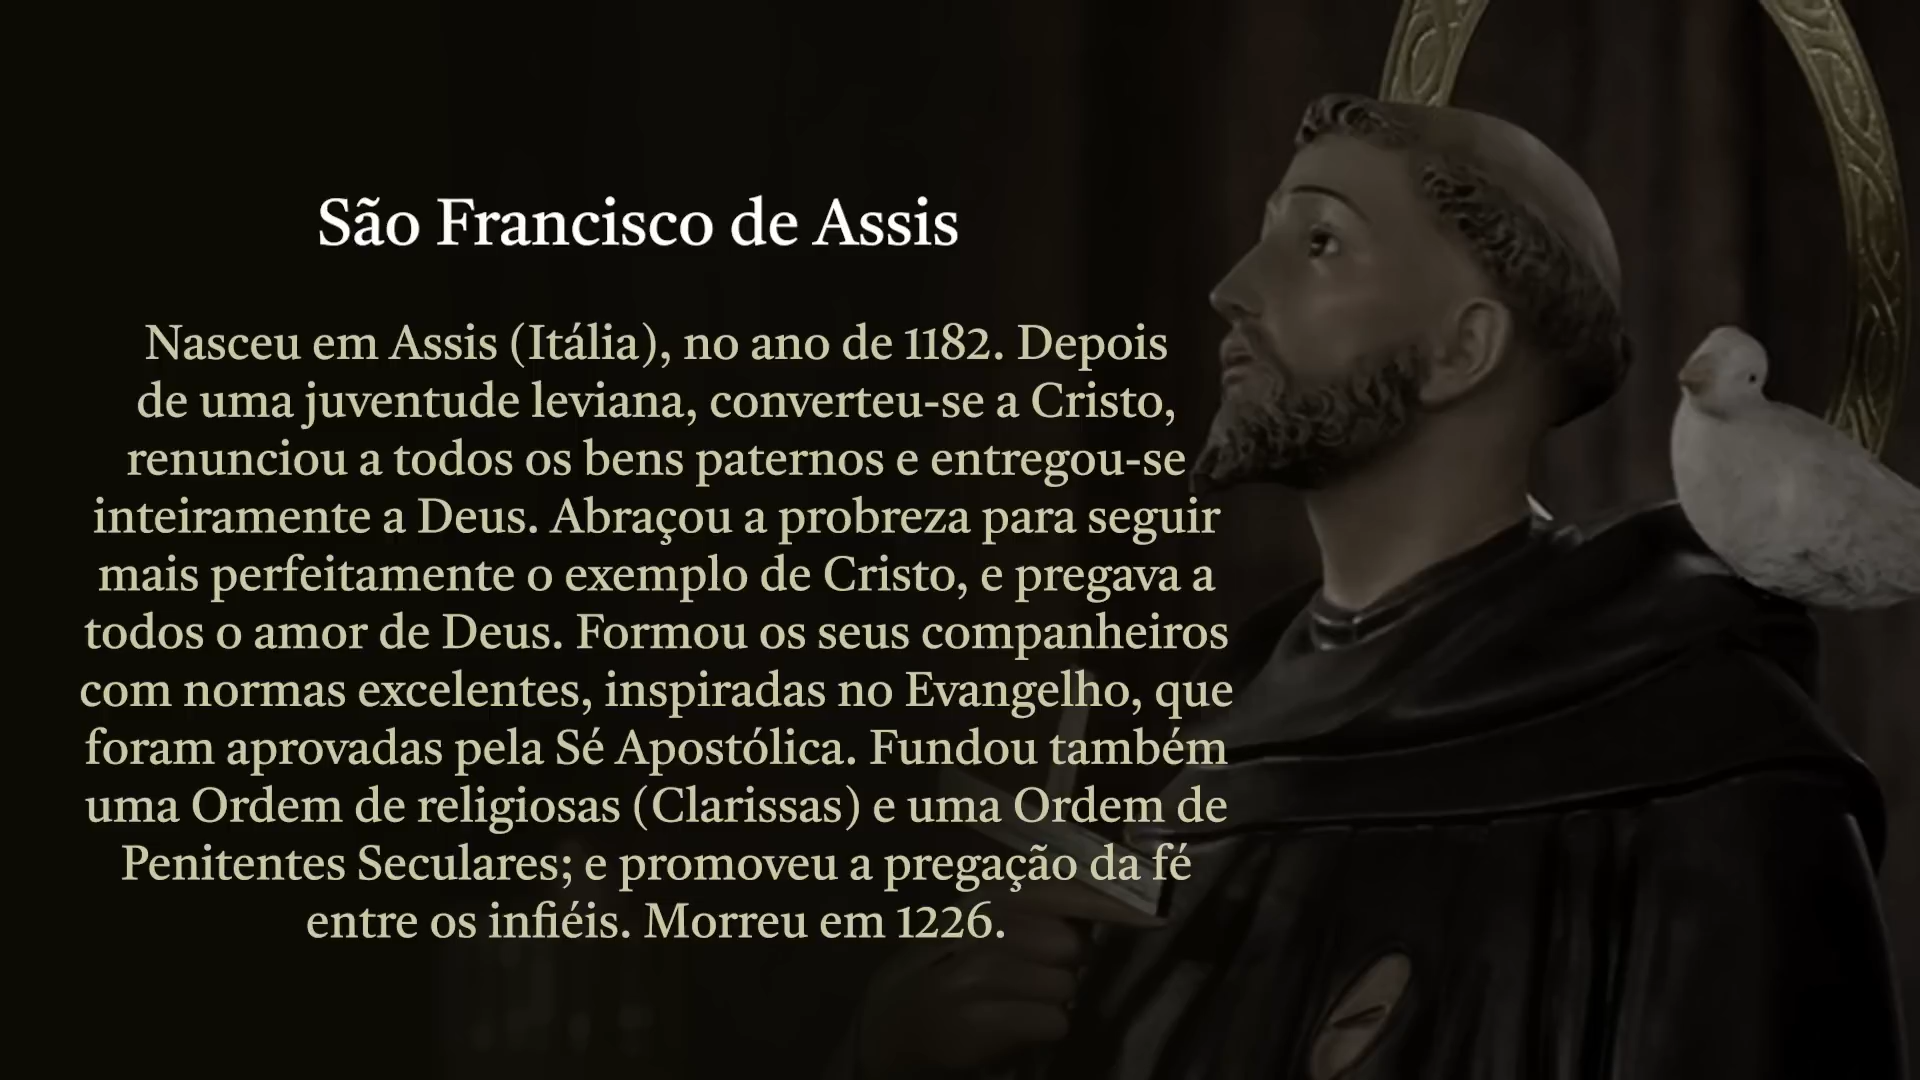 São Francisco de Assis
Nasceu em Assis (Itália), no ano de 1182. Depois
de uma juventude leviana, converteu-se a Cristo,
renunciou a todos os bens paternos e entregou-se
inteiramente a Deus. Abraçou a probreza para seguir
mais perfeitamente o exemplo de Cristo, e pregava a
todos o amor de Deus. Formou os seus companheiros
com normas excelentes, inspiradas no Evangelho, que
foram aprovadas pela Sé Apostólica. Fundou também
uma Ordem de religiosas (Clarissas) e uma Ordem de
Penitentes Seculares; e promoveu a pregação da fé
entre os infiéis. Morreu em 1226.